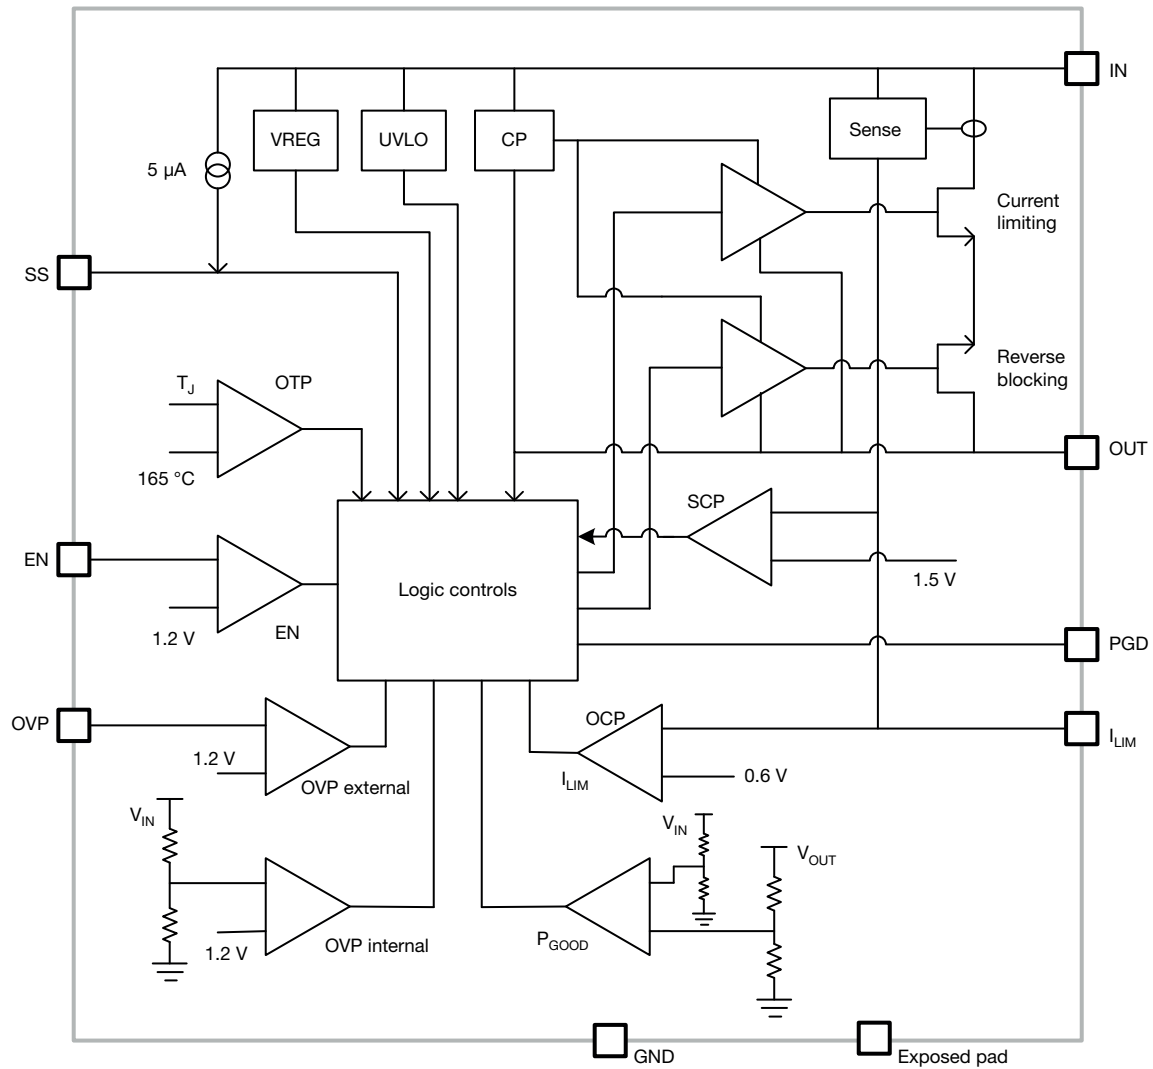 IN
VREG
UVLO
CP
Sense
5 µA
Current
limiting
SS
Reverse
blocking
T_J
OTP
165 °C
OUT
SCP
EN
Logic controls
1.5 V
1.2 V
EN
PGD
OVP
OCP
1.2 V
I_LIM
0.6 V
I_LIM
OVP external
V_IN
V_IN
V_OUT
1.2 V
OVP internal
P_GOOD
GND
Exposed pad